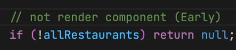 // not render component (Early)
if (!allRestaurants) return null;